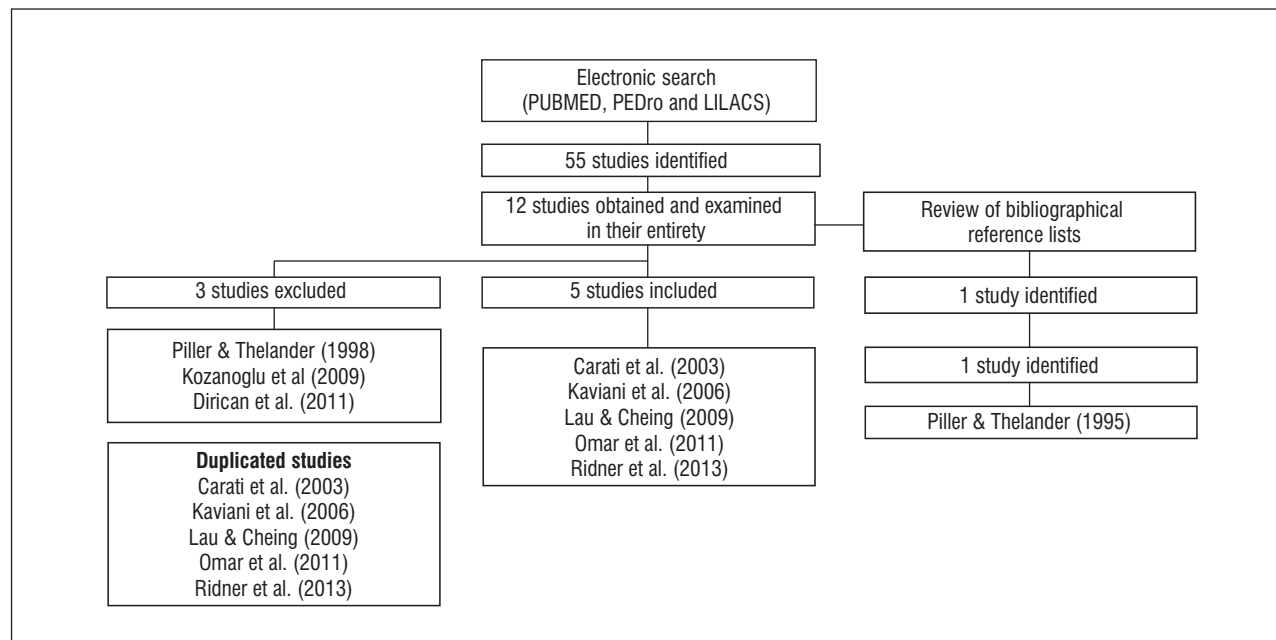 Electronic search
(PUBMED, PEDro and LILACS)
55 studies identified
12 studies obtained and examined
in their entirety
Review of bibliographical
reference lists
3 studies excluded
5 studies included
1 study identified
Piller & Thelander (1998)
Kozanoglu et al (2009)
Dirican et al. (2011)
Carati et al. (2003)
Kaviani et al. (2006)
Lau & Cheing (2009)
Omar et al. (2011)
Ridner et al. (2013)
1 study identified
Piller & Thelander (1995)
Duplicated studies
Carati et al. (2003)
Kaviani et al. (2006)
Lau & Cheing (2009)
Omar et al. (2011)
Ridner et al. (2013)